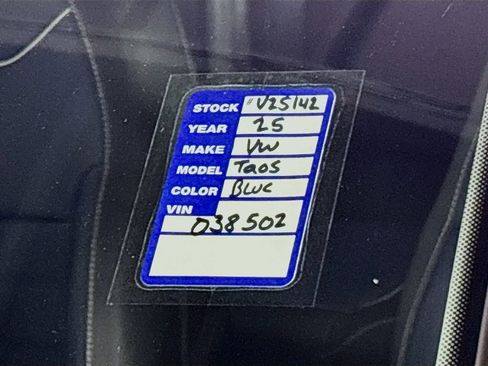 STOCK # V25142
YEAR 25
MAKE VW
MODEL Taos
COLOR BLUE
VIN
038502